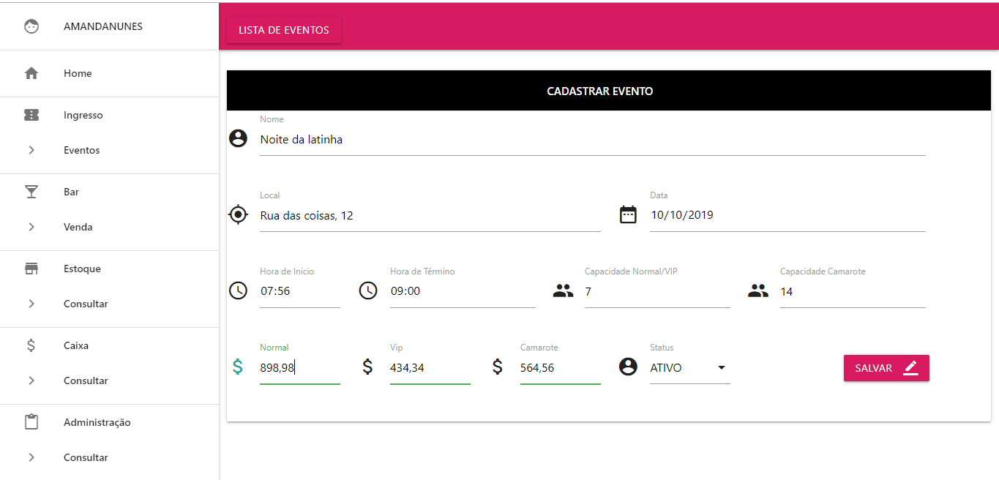 AMANDANUNES
Home
Ingresso
Eventos
Bar
Venda
Estoque
Consultar
Caixa
Consultar
Administração
Consultar
LISTA DE EVENTOS
CADASTRAR EVENTO
Nome
Noite da latinha
Local
Rua das coisas, 12
Data
10/10/2019
Hora de Inicio
07:56
Hora de Término
09:00
Capacidade Normal/VIP
7
Capacidade Camarote
14
Normal
898,98
Vip
434,34
Camarote
564,56
Status
ATIVO
SALVAR